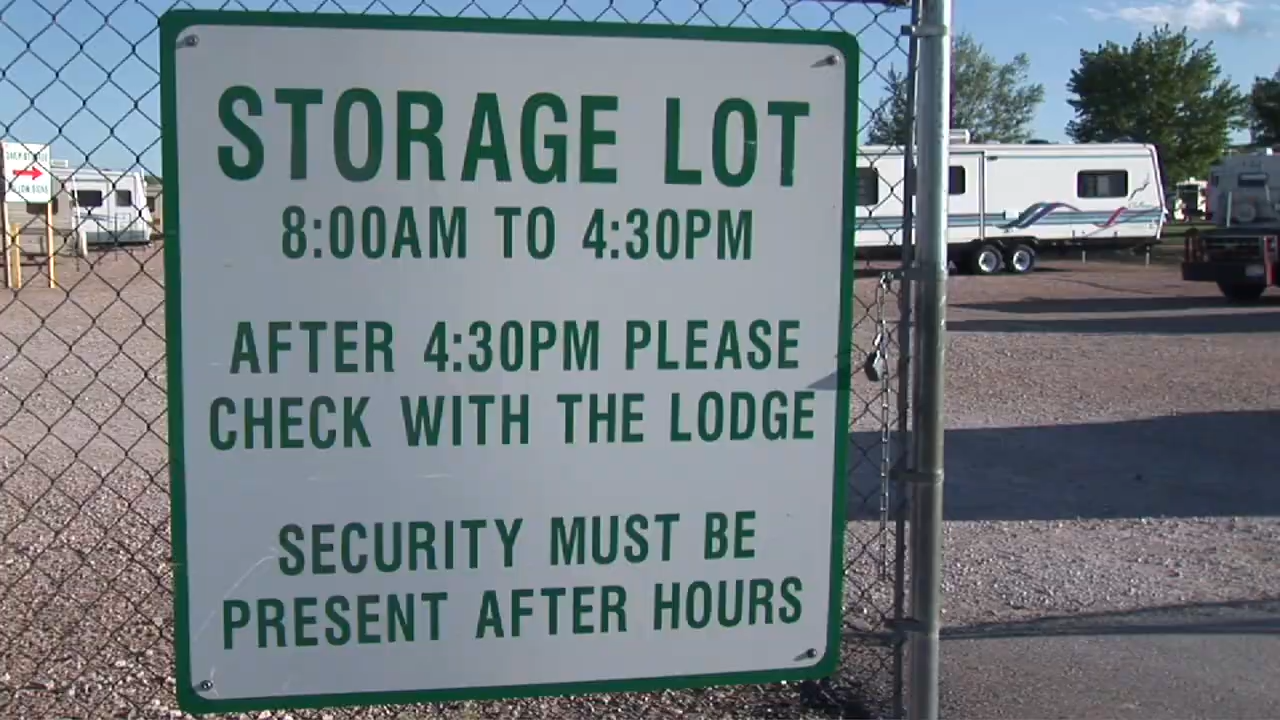 STORAGE LOT
8:00AM TO 4:30PM
AFTER 4:30PM PLEASE
CHECK WITH THE LODGE
SECURITY MUST BE
PRESENT AFTER HOURS